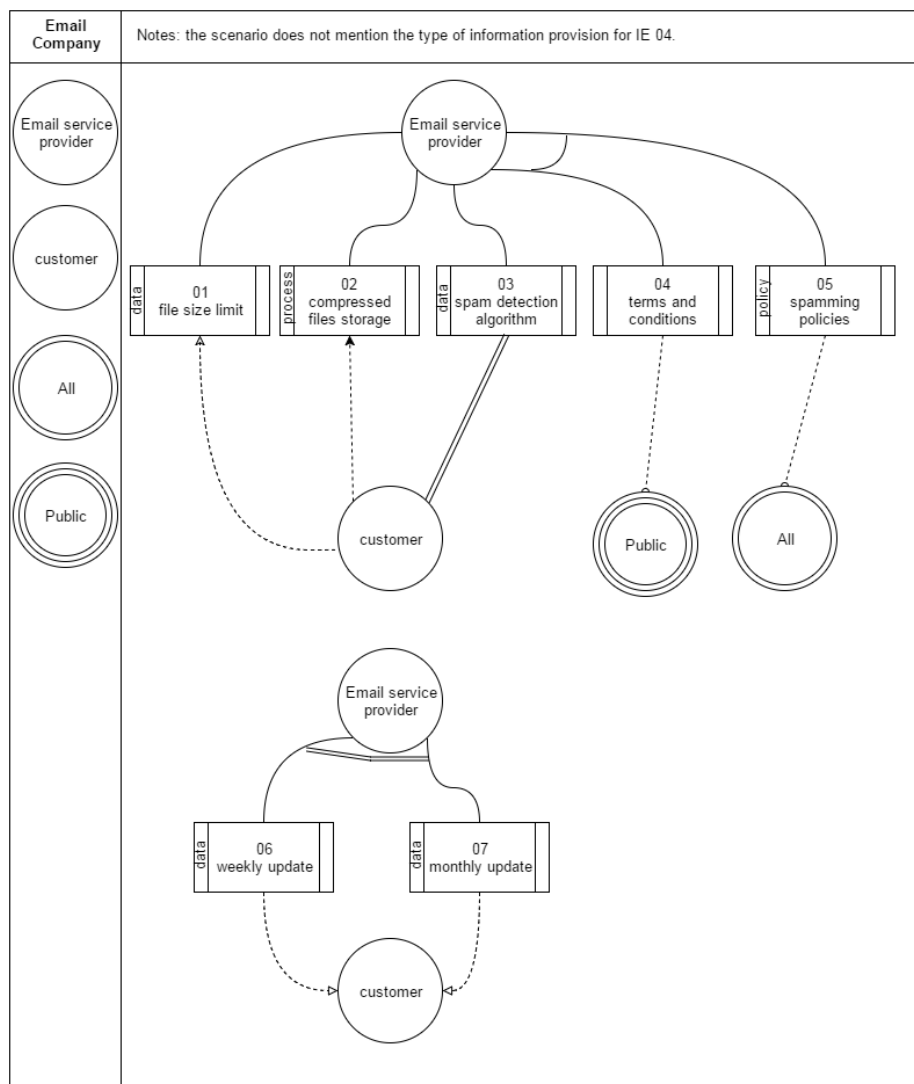 Email
Company
Notes: the scenario does not mention the type of information provision for IE 04.
Email service
provider
customer
All
Public
Email service
provider
data
01
file size limit
process
02
compressed
files storage
data
03
spam detection
algorithm
04
terms and
conditions
policy
05
spamming
policies
customer
Public
All
Email service
provider
data
06
weekly update
data
07
monthly update
customer